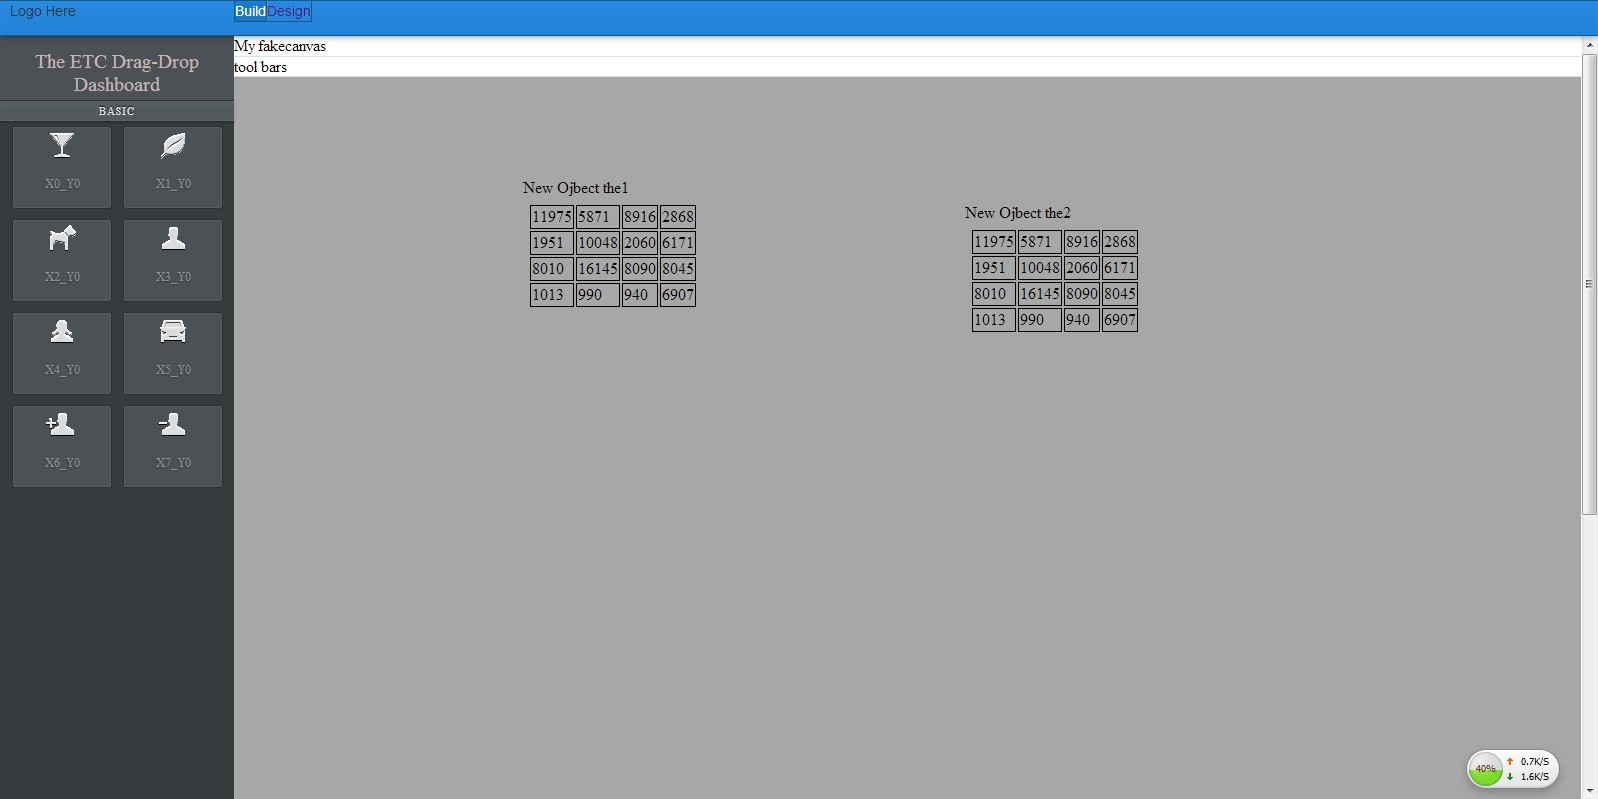 Logo Here
Build Design
The ETC Drag-Drop
Dashboard
BASIC
X0_Y0
X1_Y0
X2_Y0
X3_Y0
X4_Y0
X5_Y0
X6_Y0
X7_Y0
My fakecanvas
tool bars
New Ojbect the1
11975 5871 8916 2868
1951 10048 2060 6171
8010 16145 8090 8045
1013 990 940 6907
New Ojbect the2
11975 5871 8916 2868
1951 10048 2060 6171
8010 16145 8090 8045
1013 990 940 6907
40%
0.7K/S
1.6K/S